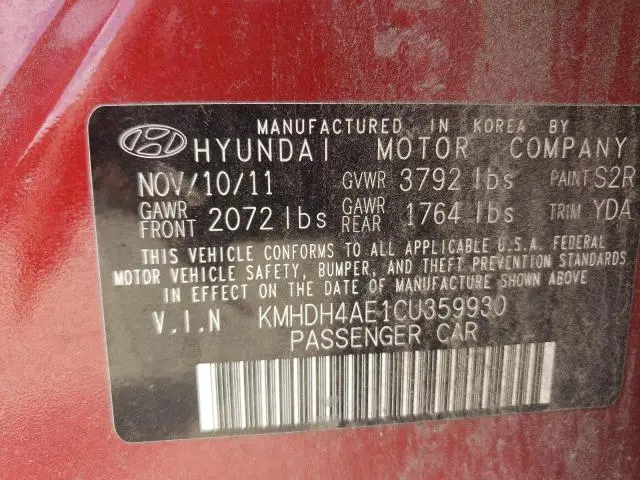 MANUFACTURED IN KOREA BY
HYUNDAI MOTOR COMPANY
NOV/10/11 GVWR 3792 lbs PAINT S2R
GAWR FRONT 2072 lbs GAWR REAR 1764 lbs TRIM YDA
THIS VEHICLE CONFORMS TO ALL APPLICABLE U.S.A. FEDERAL
MOTOR VEHICLE SAFETY, BUMPER, AND THEFT PREVENTION STANDARDS
IN EFFECT ON THE DATE OF MANUFACTURE SHOWN ABOVE
V.I.N KMHDH4AE1CU359930
PASSENGER CAR